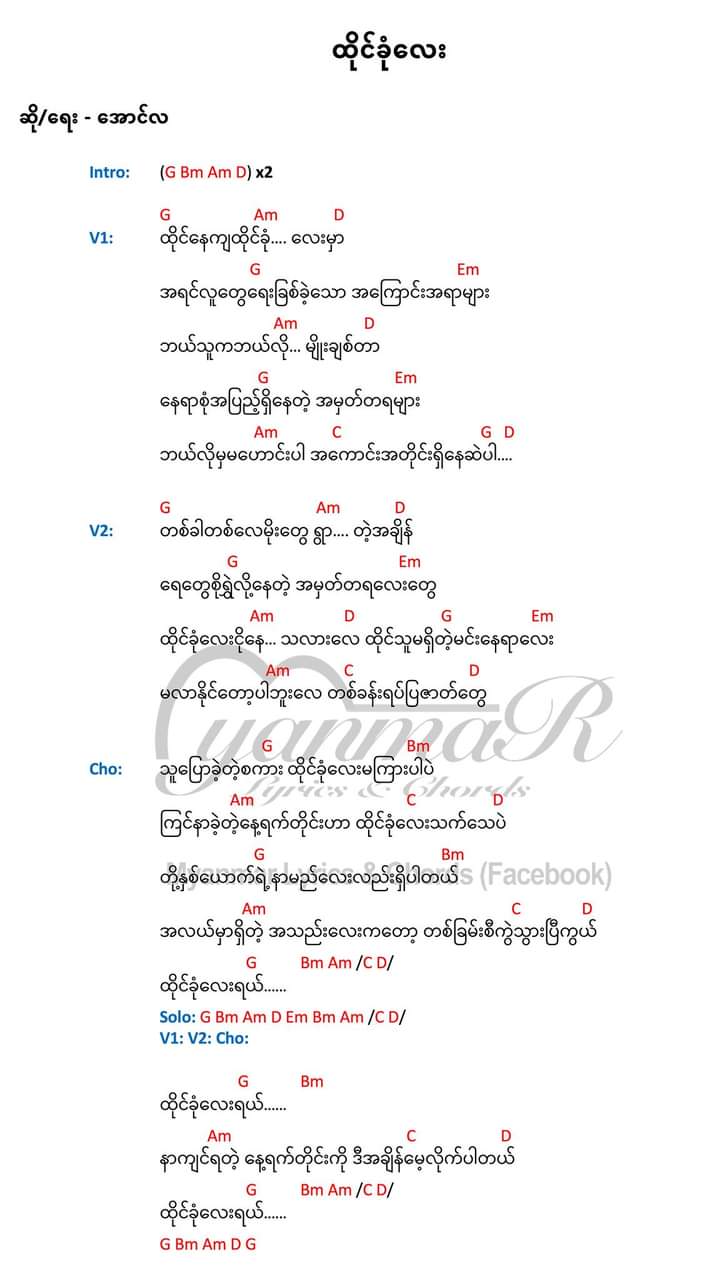 ထိုင်ခုံလေး
ဆို/ရေး - အောင်လ
Intro: (G Bm Am D) x2
G Am D
V1: ထိုင်နေကျထိုင်ခုံ.... လေးမှာ
G Em
အရင်လူတွေရေးခြစ်ခဲ့သော အကြောင်းအရာများ
Am D
ဘယ်သူကဘယ်လို... မျိုးချစ်တာ
G Em
နေရာစုံအပြည့်ရှိနေတဲ့ အမှတ်တရများ
Am C G D
ဘယ်လိုမှမဟောင်းပါ အကောင်းအတိုင်းရှိနေဆဲပါ....
G Am D
V2: တစ်ခါတစ်လေမိုးတွေ ရွာ.... တဲ့အချိန်
G Em
ရေတွေစိုရွှဲလို့နေတဲ့ အမှတ်တရလေးတွေ
Am D G Em
ထိုင်ခုံလေးငိုနေ... သလားလေ ထိုင်သူမရှိတဲ့မင်းနေရာလေး
Am C D
မလာနိုင်တော့ပါဘူးလေ တစ်ခန်းရပ်ပြဇာတ်တွေ
MyanmaR
Lyrics & Chords
G Bm
Cho: သူပြောခဲ့တဲ့စကား ထိုင်ခုံလေးမကြားပါပဲ
Am C D
ကြင်နာခဲ့တဲ့နေ့ရက်တိုင်းဟာ ထိုင်ခုံလေးသက်သေပဲ
G Bm
Myanmar Lyrics & Chords (Facebook)
တို့နှစ်ယောက်ရဲ့နာမည်လေးလည်းရှိပါတယ်
Am C D
အလယ်မှာရှိတဲ့ အသည်းလေးကတော့ တစ်ခြမ်းစီကွဲသွားပြီကွယ်
G Bm Am /C D/
ထိုင်ခုံလေးရယ်......
Solo: G Bm Am D Em Bm Am /C D/
V1: V2: Cho:
G Bm
ထိုင်ခုံလေးရယ်......
Am C D
နာကျင်ရတဲ့ နေ့ရက်တိုင်းကို ဒီအချိန်မေ့လိုက်ပါတယ်
G Bm Am /C D/
ထိုင်ခုံလေးရယ်......
G Bm Am D G